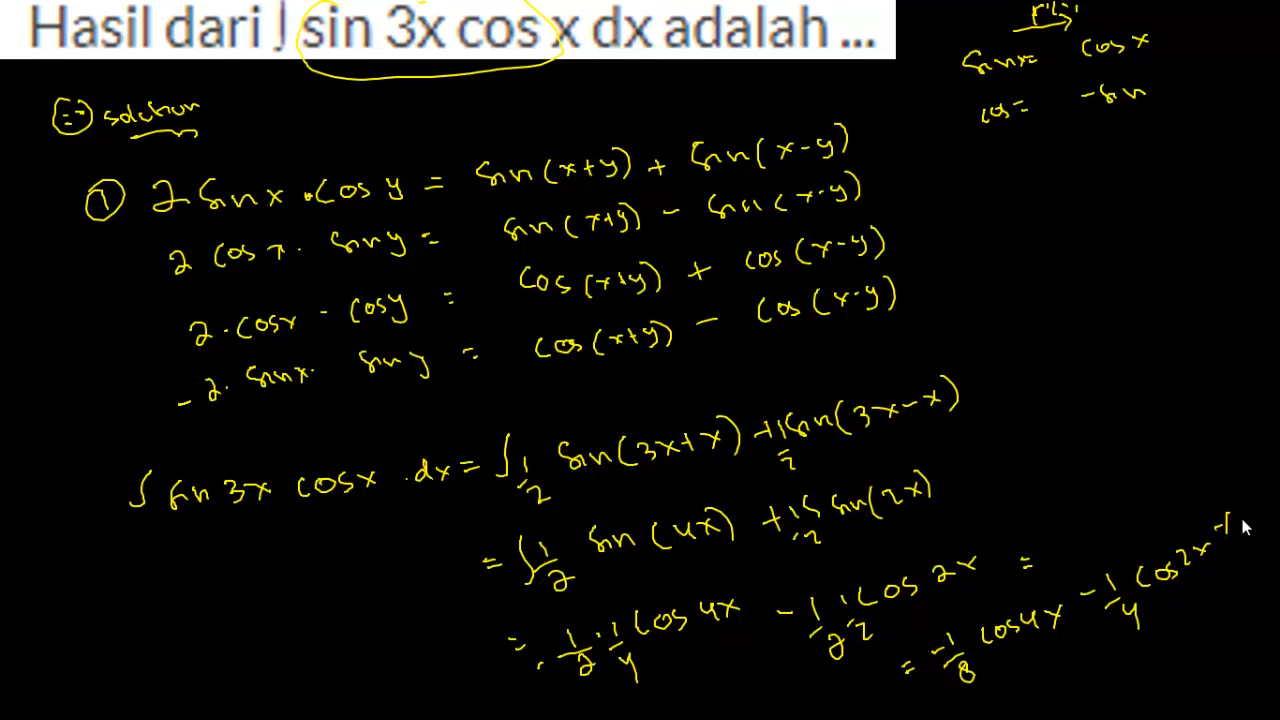 Hasil dari ∫ sin 3x cos x dx adalah ...
sin x = cos x
cos = -sin
solution
① 2 sin x . cos y = sin(x+y) + sin(x-y)
2 cos x . sin y = sin(x+y) - sin(x-y)
2 . cos x - cos y = cos(x+y) + cos(x-y)
-2 . sin x . sin y = cos(x+y) - cos(x-y)
∫ sin 3x cos x . dx = ∫ 1/2 sin(3x+x) + 1/2 sin(3x-x)
= ∫ 1/2 sin(4x) + 1/2 ∫ sin(2x)
= - 1/2 . 1/4 cos 4x - 1/2 . 1/2 cos 2x =
= -1/8 cos 4x - 1/4 cos 2x +